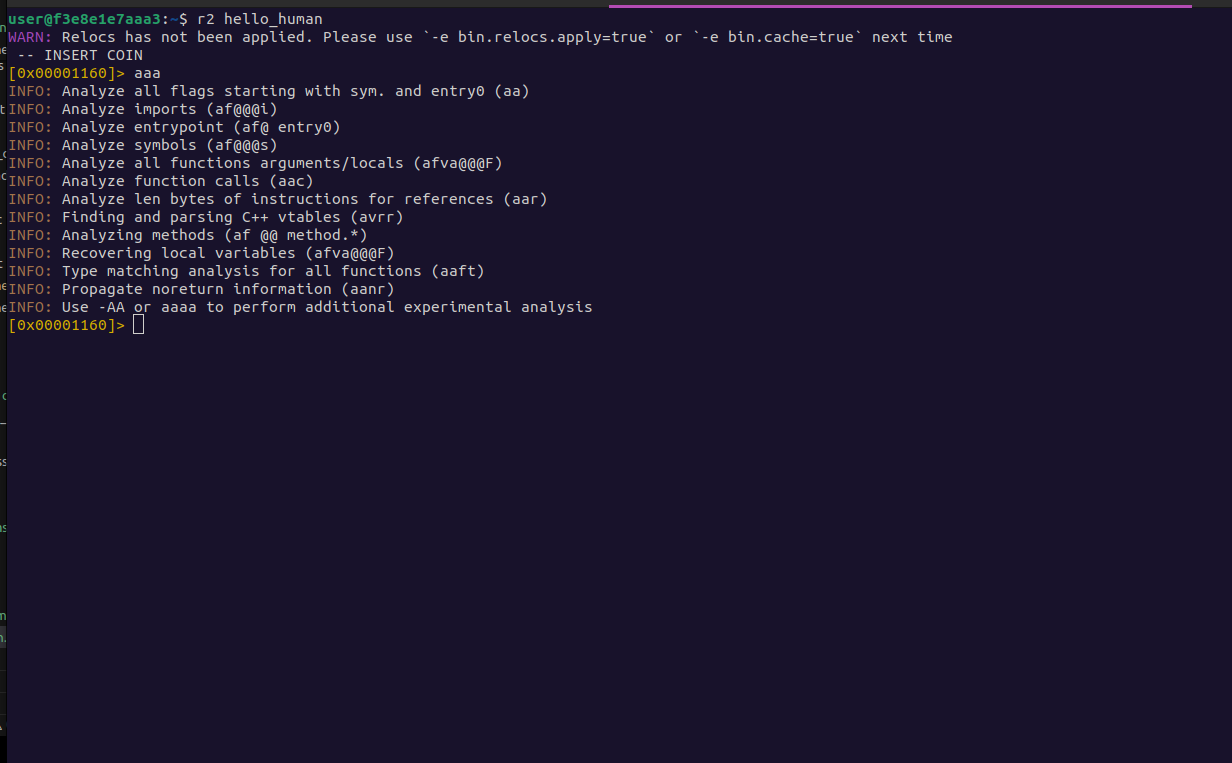 user@f3e8e1e7aaa3:~$ r2 hello_human
WARN: Relocs has not been applied. Please use `-e bin.relocs.apply=true` or `-e bin.cache=true` next time
 -- INSERT COIN
[0x00001160]> aaa
INFO: Analyze all flags starting with sym. and entry0 (aa)
INFO: Analyze imports (af@@@i)
INFO: Analyze entrypoint (af@ entry0)
INFO: Analyze symbols (af@@@s)
INFO: Analyze all functions arguments/locals (afva@@@F)
INFO: Analyze function calls (aac)
INFO: Analyze len bytes of instructions for references (aar)
INFO: Finding and parsing C++ vtables (avrr)
INFO: Analyzing methods (af @@ method.*)
INFO: Recovering local variables (afva@@@F)
INFO: Type matching analysis for all functions (aaft)
INFO: Propagate noreturn information (aanr)
INFO: Use -AA or aaaa to perform additional experimental analysis
[0x00001160]>